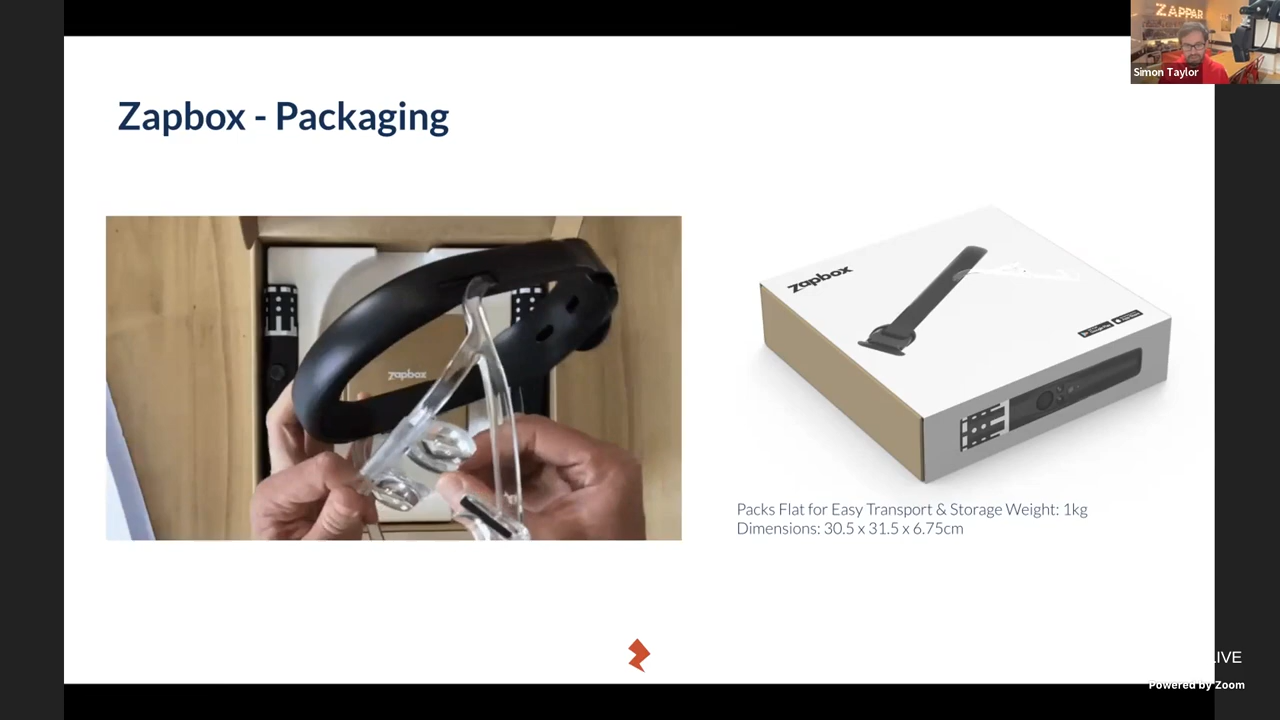 ZAPPAR
Simon Taylor
Zapbox - Packaging
zapbox
zapbox
Packs Flat for Easy Transport & Storage Weight: 1kg
Dimensions: 30.5 x 31.5 x 6.75cm
LIVE
Powered by Zoom